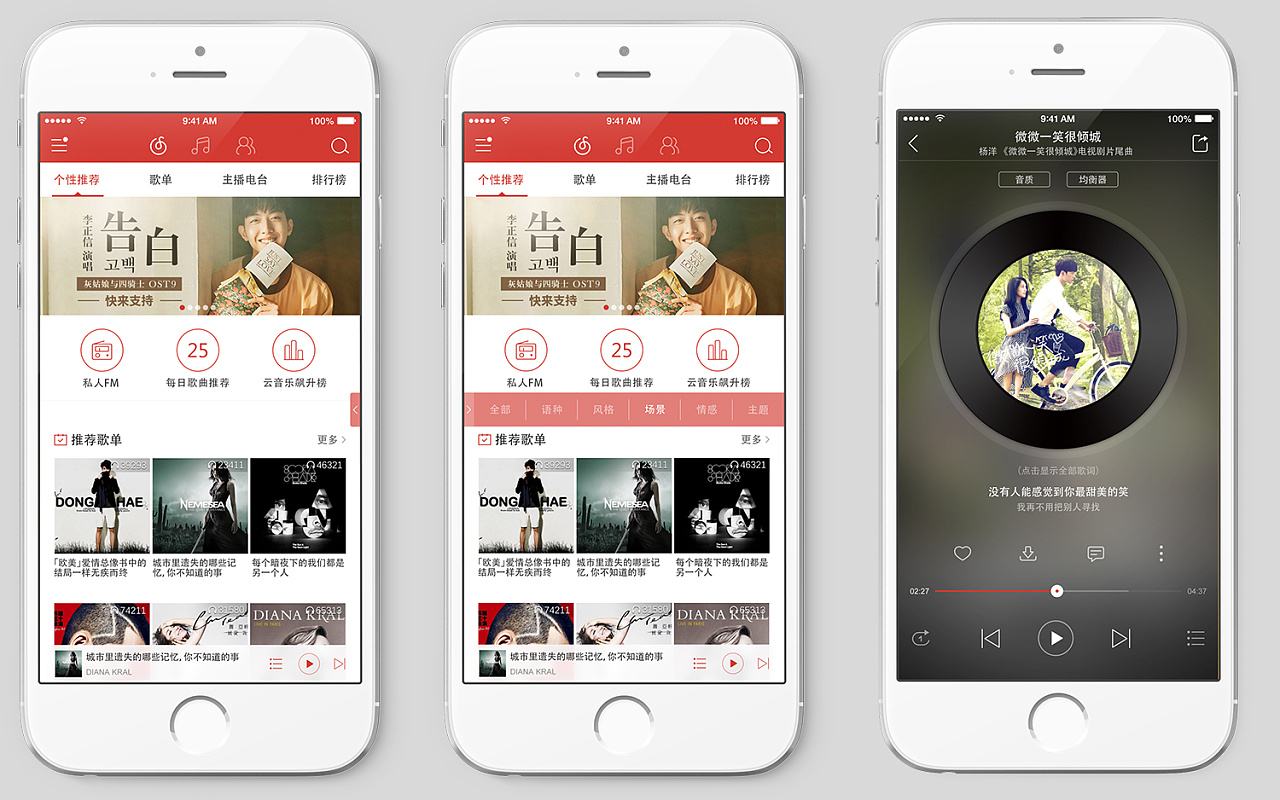 9:41 AM
100%
个性推荐
歌单
主播电台
排行榜
李正信 演唱
告白
고백
灰姑娘与四骑士 OST9
快来支持
25
私人FM
每日歌曲推荐
云音乐飙升榜
推荐歌单
更多
39293
23411
46321
DONG HAE
NEMESEA
「欧美」爱情总像书中的
结局一样无疾而终
城市里遗失的哪些记
忆, 你不知道的事
每个暗夜下的我们都是
另一个人
74211
31580
65313
DIANA KRALL
LIVE IN PARIS
城市里遗失的哪些记忆, 你不知道的事
DIANA KRAL
9:41 AM
100%
个性推荐
歌单
主播电台
排行榜
李正信 演唱
告白
고백
灰姑娘与四骑士 OST9
快来支持
25
私人FM
每日歌曲推荐
云音乐飙升榜
全部
语种
风格
场景
情感
主题
推荐歌单
更多
39293
23411
46321
DONG HAE
NEMESEA
「欧美」爱情总像书中的
结局一样无疾而终
城市里遗失的哪些记
忆, 你不知道的事
每个暗夜下的我们都是
另一个人
74211
31580
65313
DIANA KRALL
LIVE IN PARIS
城市里遗失的哪些记忆, 你不知道的事
DIANA KRAL
9:41 AM
100%
微微一笑很倾城
杨洋 《微微一笑很倾城》电视剧片尾曲
音质
均衡器
(点击显示全部歌词)
没有人能感觉到你最甜美的笑
我再不用把别人寻找
02:27
04:37
1